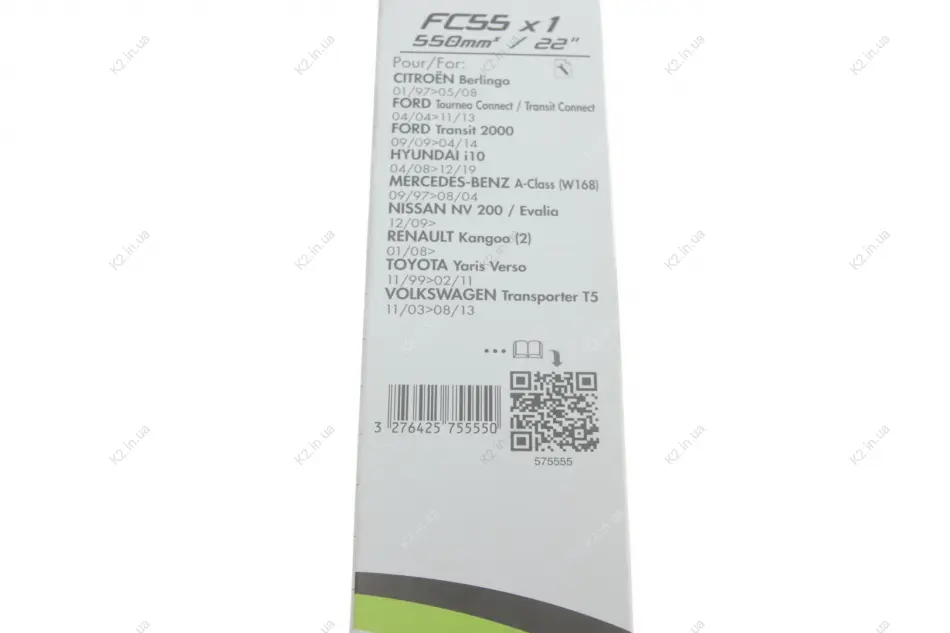 FC55 x 1
550mm / 22"
Pour/For:
CITROËN Berlingo
01/97>05/08
FORD Tourneo Connect / Transit Connect
04/04>11/13
FORD Transit 2000
09/09>04/14
HYUNDAI i10
04/08>12/19
MERCEDES-BENZ A-Class (W168)
09/97>08/04
NISSAN NV 200 / Evalia
12/09>
RENAULT Kangoo (2)
01/08>
TOYOTA Yaris Verso
11/99>02/11
VOLKSWAGEN Transporter T5
11/03>08/13
...
3 276425 755550
575555
K2.in.ua